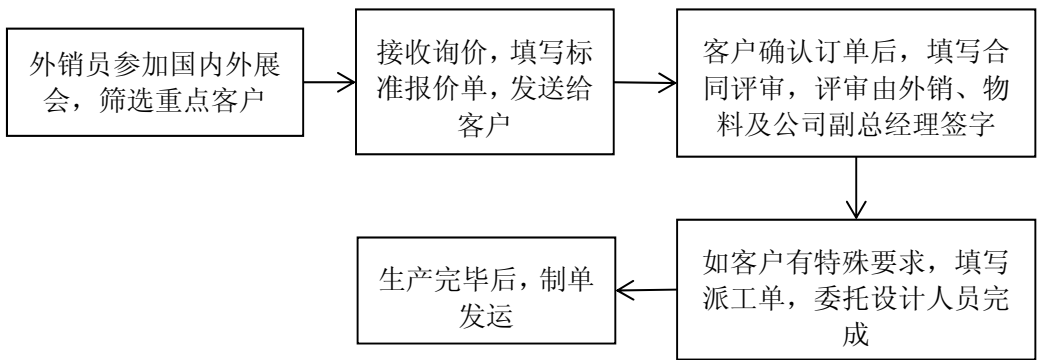 外销员参加国内外展
会，筛选重点客户
接收询价，填写标
准报价单，发送给
客户
客户确认订单后，填写合
同评审，评审由外销、物
料及公司副总经理签字
如客户有特殊要求，填写
派工单，委托设计人员完
成
生产完毕后，制单
发运